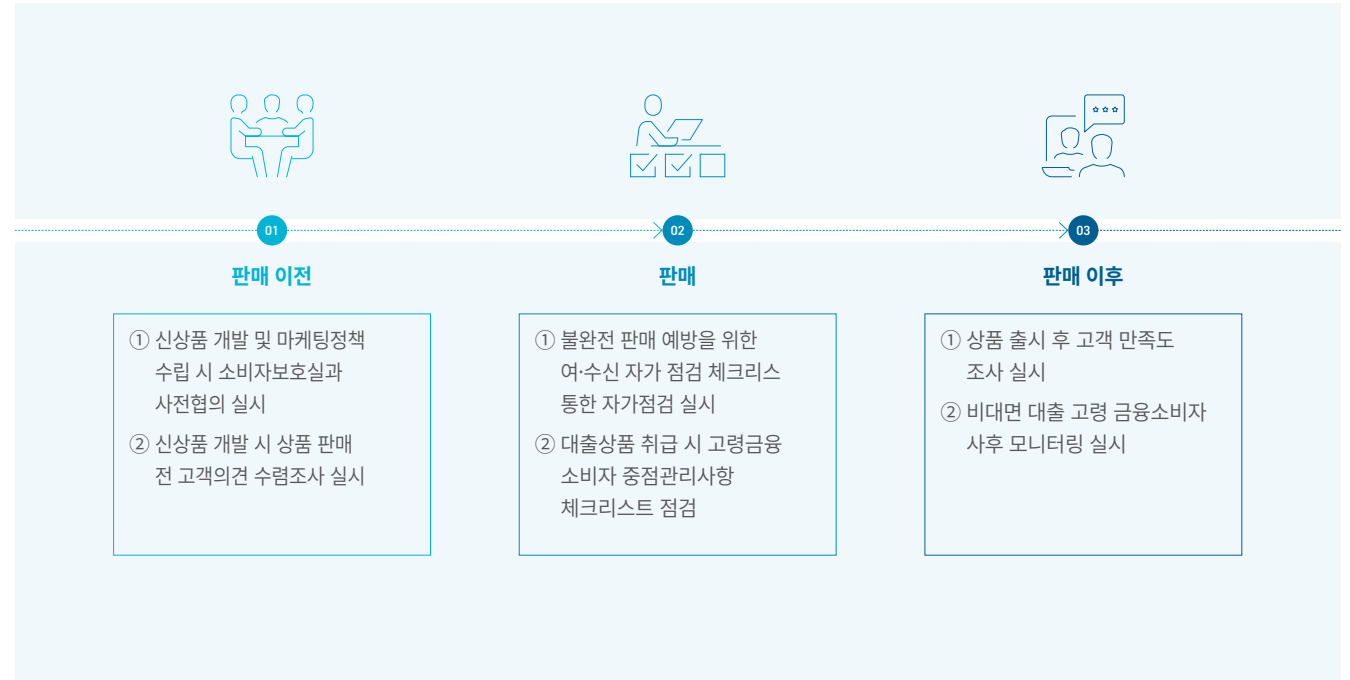 01
판매 이전
① 신상품 개발 및 마케팅정책
수립 시 소비자보호실과
사전협의 실시
② 신상품 개발 시 상품 판매
전 고객의견 수렴조사 실시
02
판매
① 불완전 판매 예방을 위한
여·수신 자가 점검 체크리스
통한 자가점검 실시
② 대출상품 취급 시 고령금융
소비자 중점관리사항
체크리스트 점검
03
판매 이후
① 상품 출시 후 고객 만족도
조사 실시
② 비대면 대출 고령 금융소비자
사후 모니터링 실시